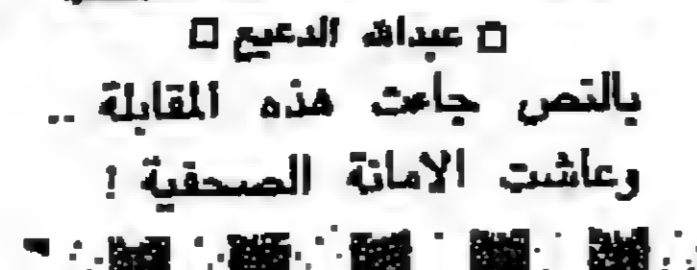 □ عبدالله الدعيع □
بالنص جاءت هذه المقابلة ..
وعاشت الامانة الصحفية !